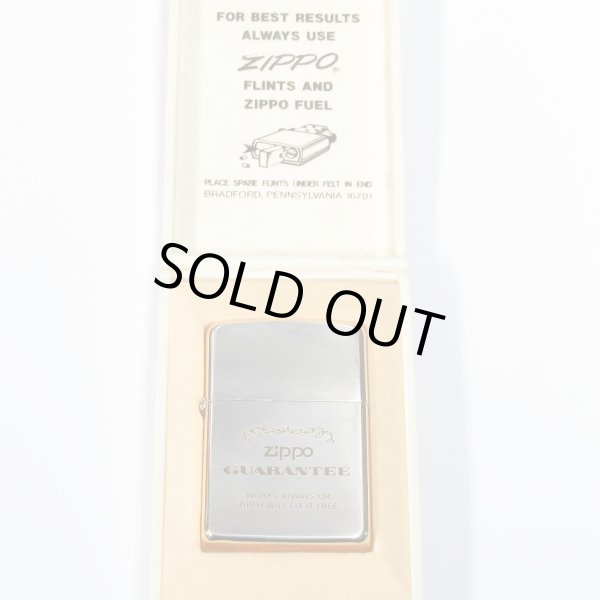 FOR BEST RESULTS
ALWAYS USE
ZIPPO®
FLINTS AND
ZIPPO FUEL
PLACE SPARE FLINTS UNDER FELT IN END
BRADFORD, PENNSYLVANIA 16701
SOLD OUT
Zippo
GUARANTEE
WORKS ALWAYS OR
ZIPPO WILL FIX IT FREE